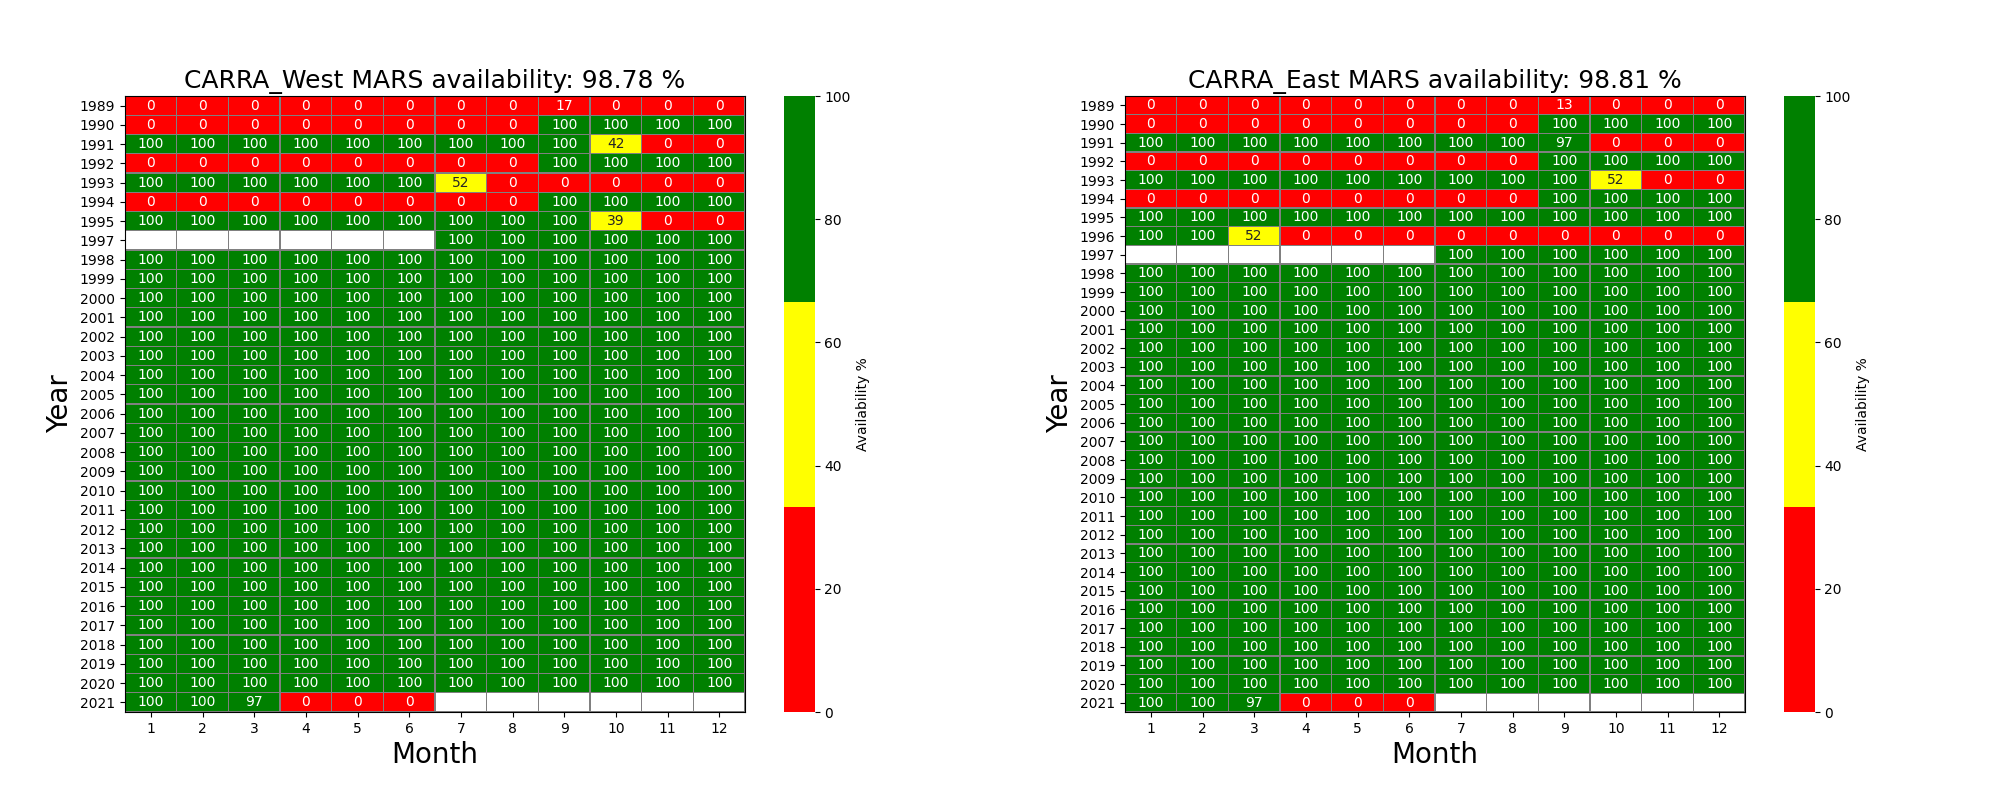 CARRA_West MARS availability: 98.78 %
1989 0 0 0 0 0 0 0 0 17 0 0 0
1990 0 0 0 0 0 0 0 0 100 100 100 100
1991 100 100 100 100 100 100 100 100 100 42 0 0
1992 0 0 0 0 0 0 0 0 100 100 100 100
1993 100 100 100 100 100 100 52 0 0 0 0 0
1994 0 0 0 0 0 0 0 0 100 100 100 100
1995 100 100 100 100 100 100 100 100 100 39 0 0
1997 100 100 100 100 100 100
1998 100 100 100 100 100 100 100 100 100 100 100 100
1999 100 100 100 100 100 100 100 100 100 100 100 100
2000 100 100 100 100 100 100 100 100 100 100 100 100
2001 100 100 100 100 100 100 100 100 100 100 100 100
2002 100 100 100 100 100 100 100 100 100 100 100 100
2003 100 100 100 100 100 100 100 100 100 100 100 100
2004 100 100 100 100 100 100 100 100 100 100 100 100
2005 100 100 100 100 100 100 100 100 100 100 100 100
2006 100 100 100 100 100 100 100 100 100 100 100 100
2007 100 100 100 100 100 100 100 100 100 100 100 100
2008 100 100 100 100 100 100 100 100 100 100 100 100
2009 100 100 100 100 100 100 100 100 100 100 100 100
2010 100 100 100 100 100 100 100 100 100 100 100 100
2011 100 100 100 100 100 100 100 100 100 100 100 100
2012 100 100 100 100 100 100 100 100 100 100 100 100
2013 100 100 100 100 100 100 100 100 100 100 100 100
2014 100 100 100 100 100 100 100 100 100 100 100 100
2015 100 100 100 100 100 100 100 100 100 100 100 100
2016 100 100 100 100 100 100 100 100 100 100 100 100
2017 100 100 100 100 100 100 100 100 100 100 100 100
2018 100 100 100 100 100 100 100 100 100 100 100 100
2019 100 100 100 100 100 100 100 100 100 100 100 100
2020 100 100 100 100 100 100 100 100 100 100 100 100
2021 100 100 97 0 0 0
1 2 3 4 5 6 7 8 9 10 11 12
Month
Year
100
80
60
40
20
0
Availability %
CARRA_East MARS availability: 98.81 %
1989 0 0 0 0 0 0 0 0 13 0 0 0
1990 0 0 0 0 0 0 0 0 100 100 100 100
1991 100 100 100 100 100 100 100 100 97 0 0 0
1992 0 0 0 0 0 0 0 0 100 100 100 100
1993 100 100 100 100 100 100 100 100 100 52 0 0
1994 0 0 0 0 0 0 0 0 100 100 100 100
1995 100 100 100 100 100 100 100 100 100 100 100 100
1996 100 100 52 0 0 0 0 0 0 0 0 0
1997 100 100 100 100 100 100
1998 100 100 100 100 100 100 100 100 100 100 100 100
1999 100 100 100 100 100 100 100 100 100 100 100 100
2000 100 100 100 100 100 100 100 100 100 100 100 100
2001 100 100 100 100 100 100 100 100 100 100 100 100
2002 100 100 100 100 100 100 100 100 100 100 100 100
2003 100 100 100 100 100 100 100 100 100 100 100 100
2004 100 100 100 100 100 100 100 100 100 100 100 100
2005 100 100 100 100 100 100 100 100 100 100 100 100
2006 100 100 100 100 100 100 100 100 100 100 100 100
2007 100 100 100 100 100 100 100 100 100 100 100 100
2008 100 100 100 100 100 100 100 100 100 100 100 100
2009 100 100 100 100 100 100 100 100 100 100 100 100
2010 100 100 100 100 100 100 100 100 100 100 100 100
2011 100 100 100 100 100 100 100 100 100 100 100 100
2012 100 100 100 100 100 100 100 100 100 100 100 100
2013 100 100 100 100 100 100 100 100 100 100 100 100
2014 100 100 100 100 100 100 100 100 100 100 100 100
2015 100 100 100 100 100 100 100 100 100 100 100 100
2016 100 100 100 100 100 100 100 100 100 100 100 100
2017 100 100 100 100 100 100 100 100 100 100 100 100
2018 100 100 100 100 100 100 100 100 100 100 100 100
2019 100 100 100 100 100 100 100 100 100 100 100 100
2020 100 100 100 100 100 100 100 100 100 100 100 100
2021 100 100 97 0 0 0
1 2 3 4 5 6 7 8 9 10 11 12
Month
Year
100
80
60
40
20
0
Availability %